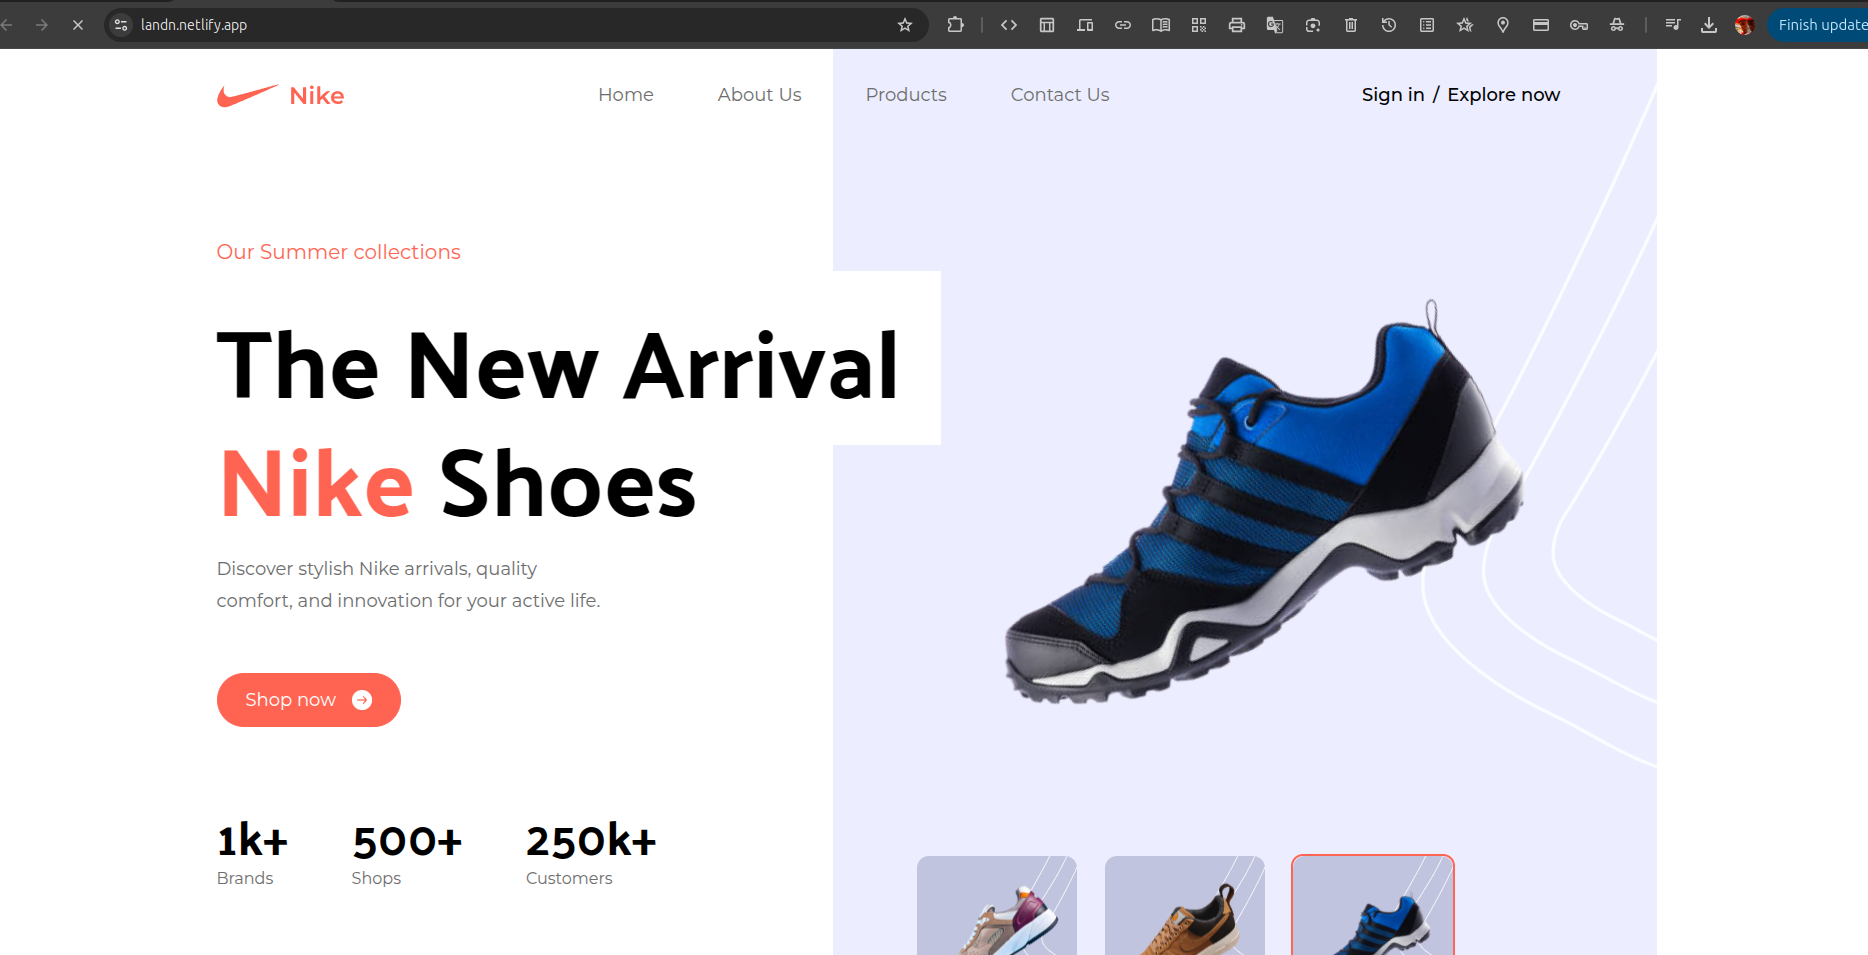 landn.netlify.app
Finish update
Nike
Home About Us Products Contact Us
Sign in / Explore now
Our Summer collections
The New Arrival
Nike Shoes
Discover stylish Nike arrivals, quality
comfort, and innovation for your active life.
Shop now
1k+ 500+ 250k+
Brands Shops Customers